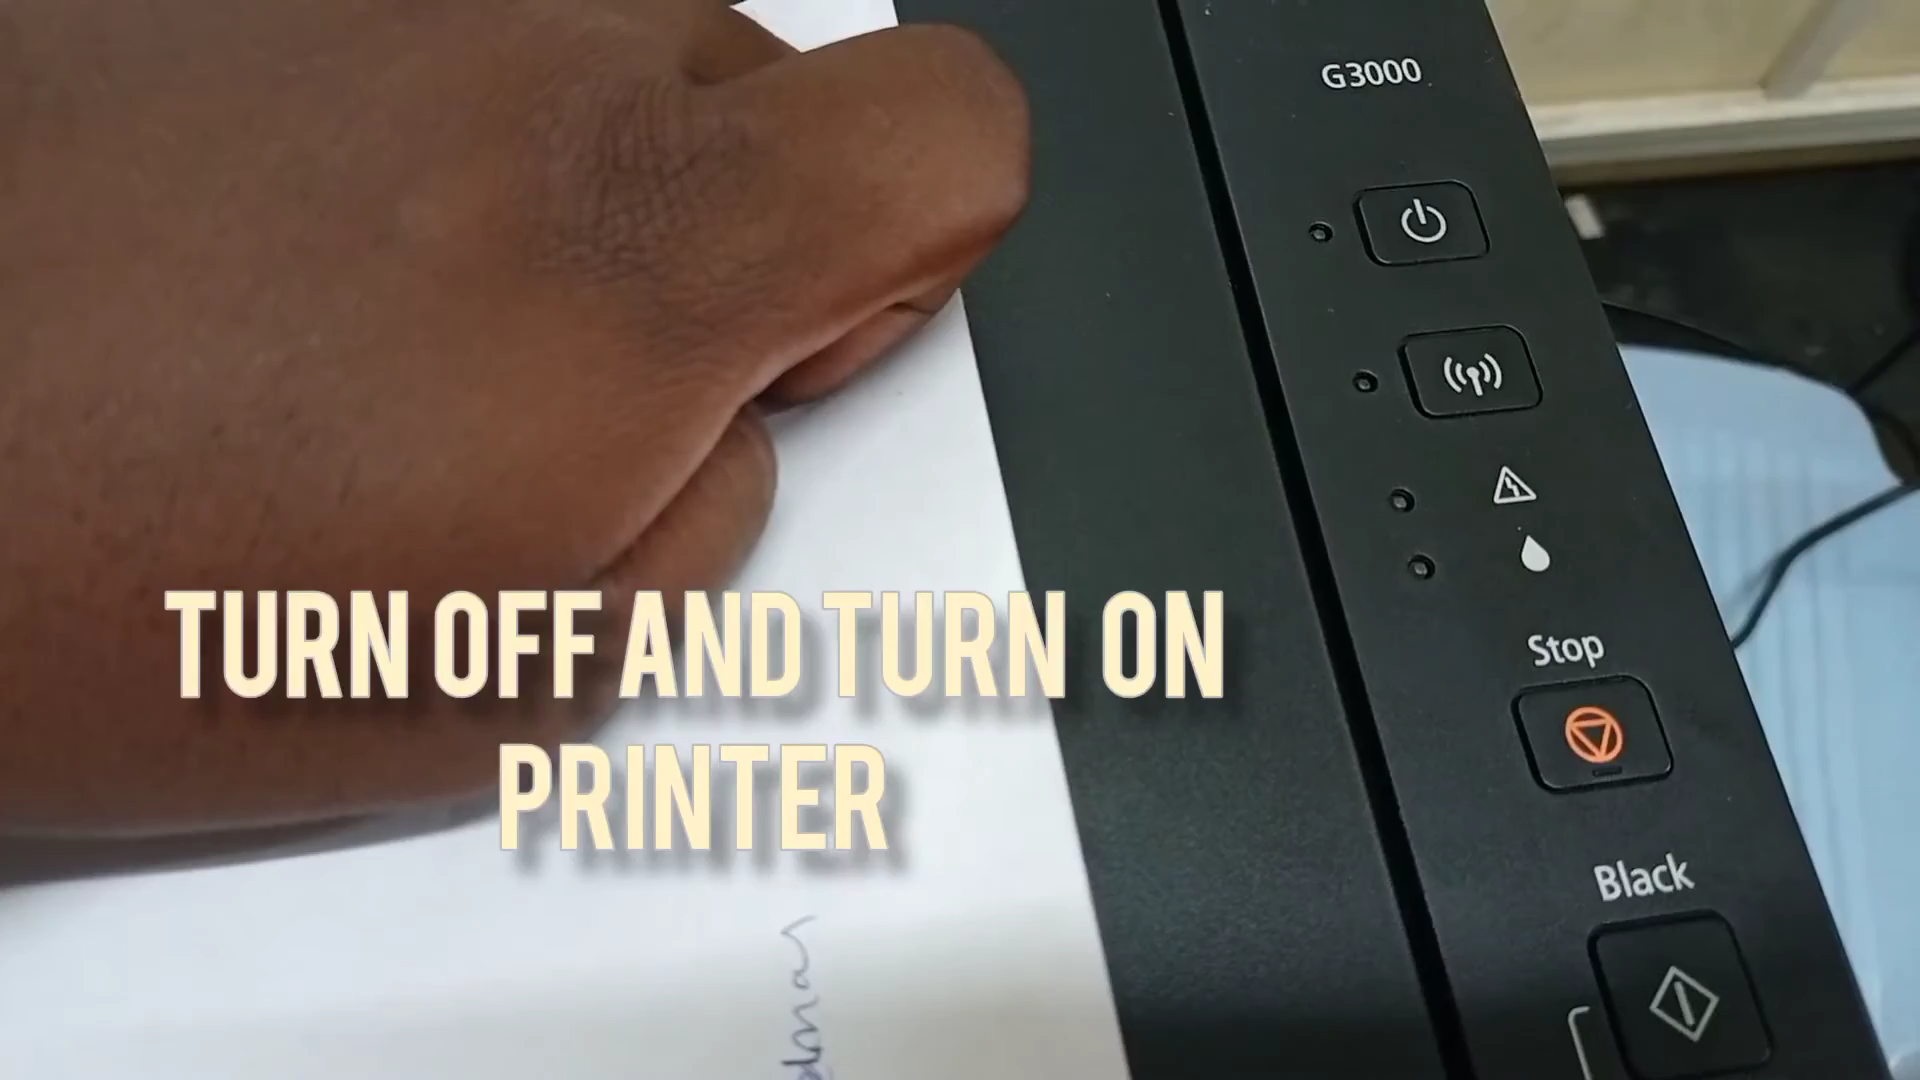 G3000
Stop
TURN OFF AND TURN ON
PRINTER
Black